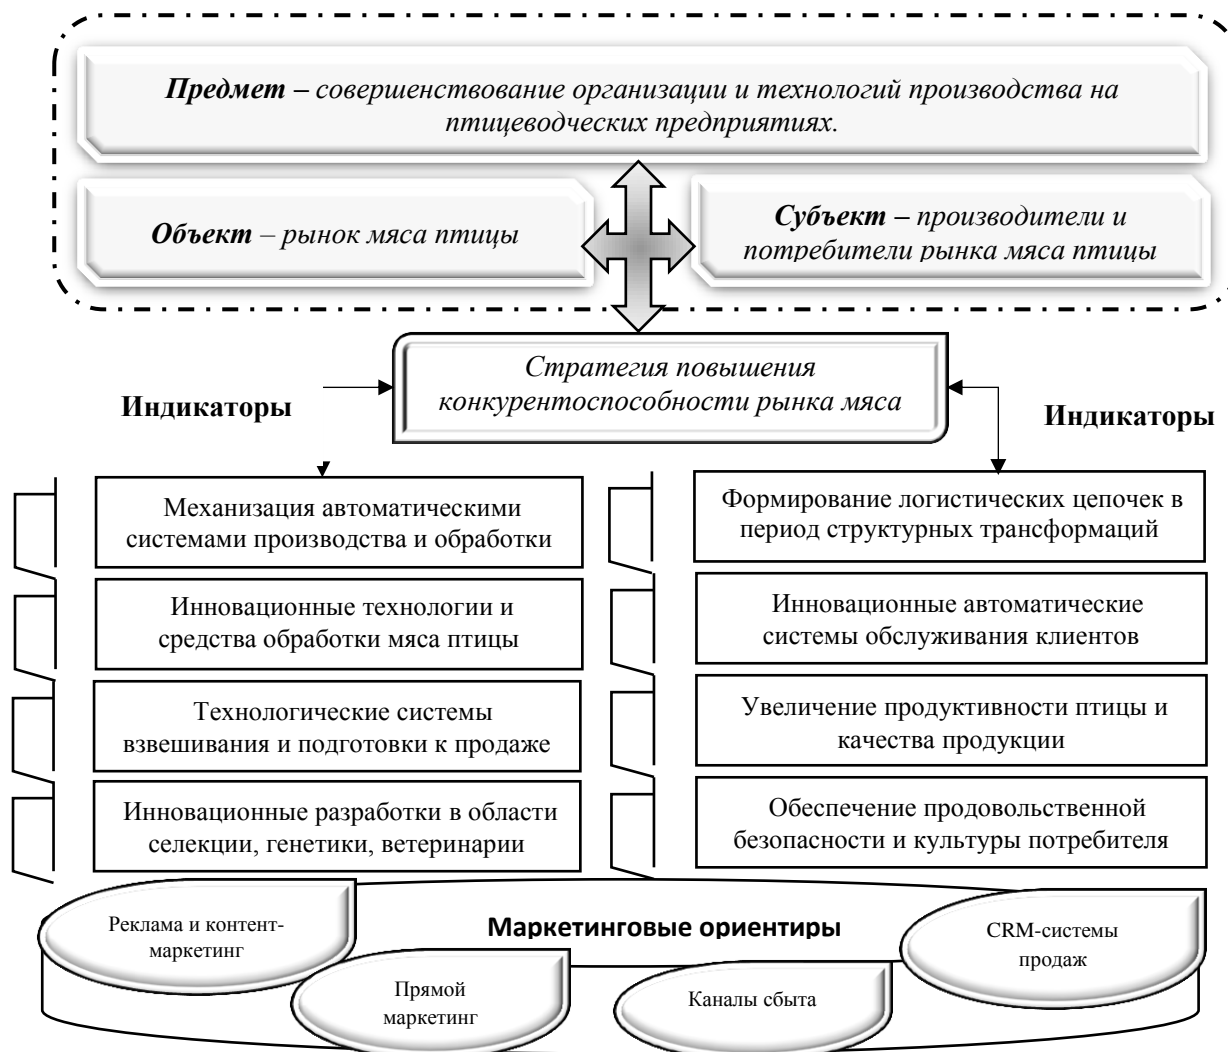 Предмет – совершенствование организации и технологий производства на
птицеводческих предприятиях.
Объект – рынок мяса птицы
Субъект – производители и
потребители рынка мяса птицы
Стратегия повышения
конкурентоспособности рынка мяса
Индикаторы
Индикаторы
Механизация автоматическими
системами производства и обработки
Инновационные технологии и
средства обработки мяса птицы
Технологические системы
взвешивания и подготовки к продаже
Инновационные разработки в области
селекции, генетики, ветеринарии
Формирование логистических цепочек в
период структурных трансформаций
Инновационные автоматические
системы обслуживания клиентов
Увеличение продуктивности птицы и
качества продукции
Обеспечение продовольственной
безопасности и культуры потребителя
Маркетинговые ориентиры
Реклама и контент-
маркетинг
Прямой
маркетинг
Каналы сбыта
CRM-системы
продаж